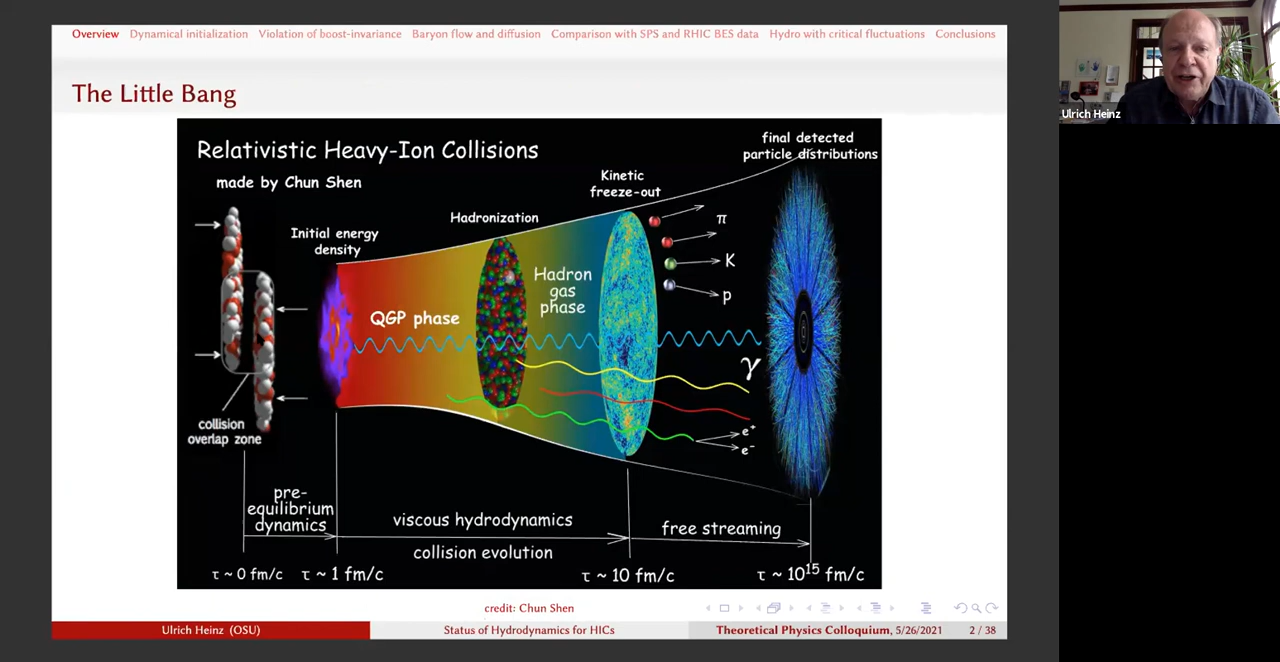 Overview Dynamical initialization Violation of boost-invariance Baryon flow and diffusion Comparison with SPS and RHIC BES data Hydro with critical fluctuations Conclusions
The Little Bang
Relativistic Heavy-Ion Collisions
made by Chun Shen
Initial energy
density
Hadronization
Kinetic
freeze-out
final detected
particle distributions
π
K
p
QGP phase
Hadron
gas
phase
γ
e⁺
e⁻
collision
overlap zone
pre-
equilibrium
dynamics
viscous hydrodynamics
collision evolution
free streaming
τ ~ 0 fm/c
τ ~ 1 fm/c
τ ~ 10 fm/c
τ ~ 10¹⁵ fm/c
credit: Chun Shen
Ulrich Heinz (OSU) Status of Hydrodynamics for HICs Theoretical Physics Colloquium, 5/26/2021 2 / 38
Ulrich Heinz